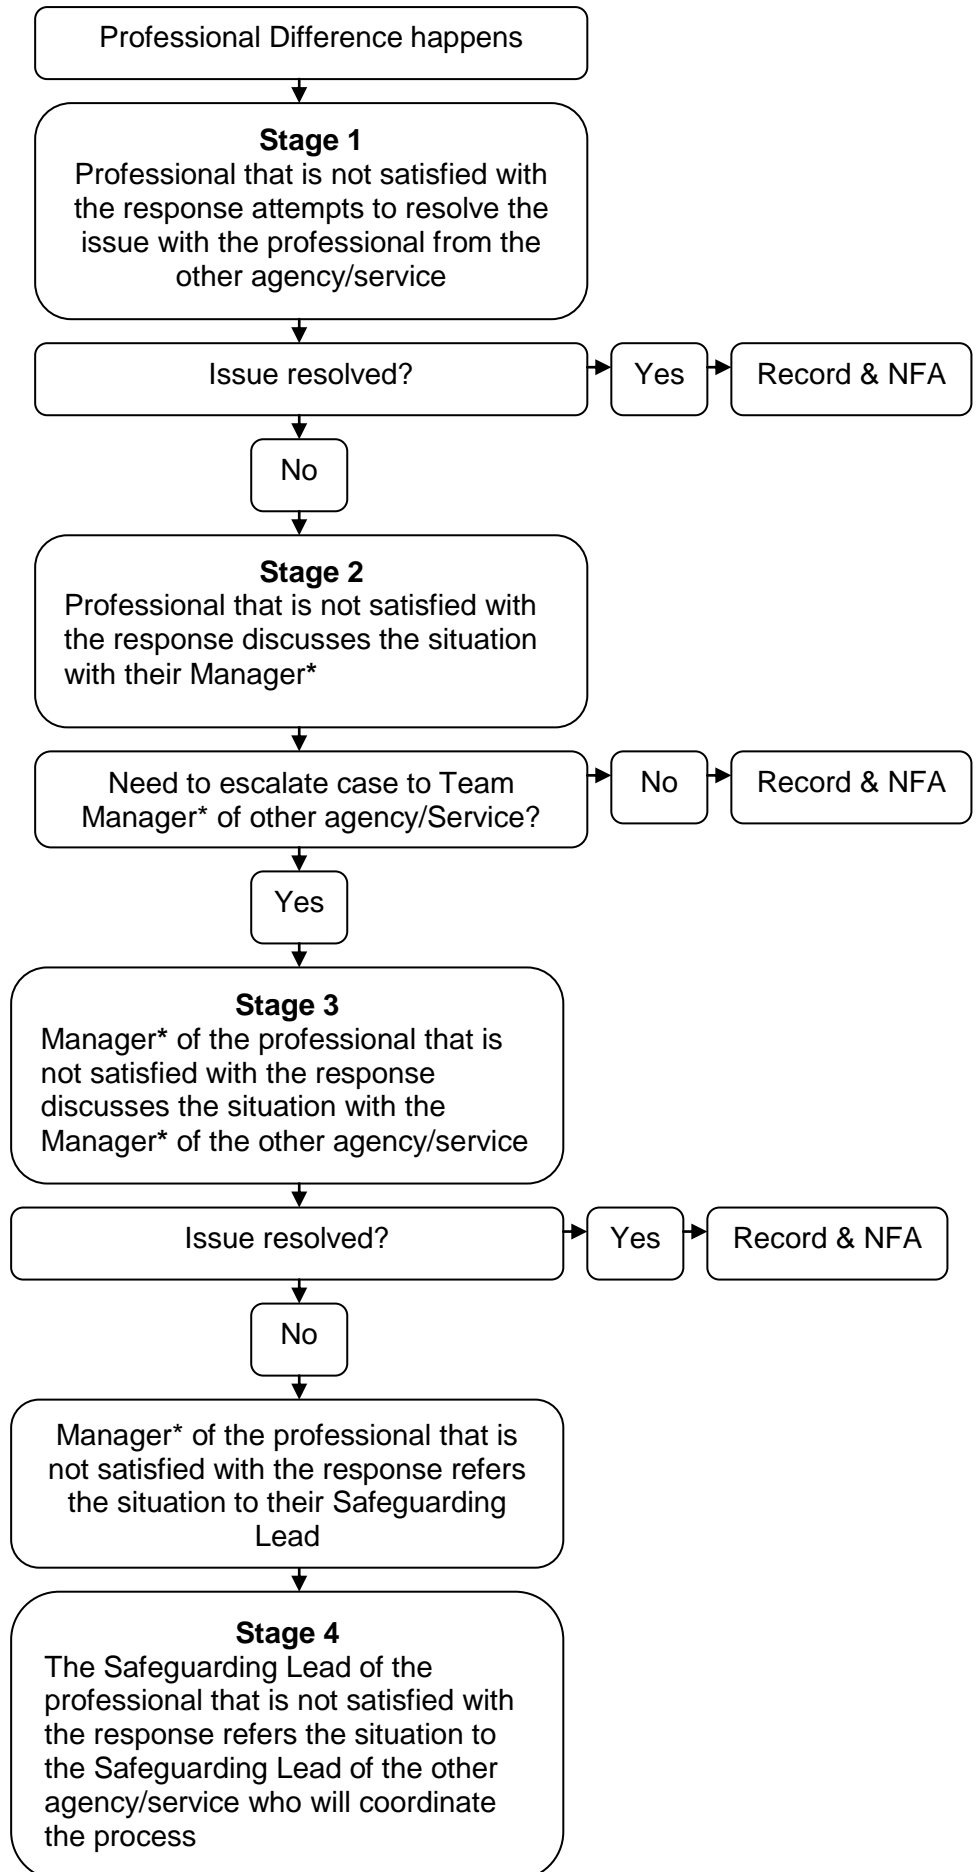 Professional Difference happens
Stage 1
Professional that is not satisfied with
the response attempts to resolve the
issue with the professional from the
other agency/service
Issue resolved?
Yes
Record & NFA
No
Stage 2
Professional that is not satisfied with
the response discusses the situation
with their Manager*
Need to escalate case to Team
Manager* of other agency/Service?
No
Record & NFA
Yes
Stage 3
Manager* of the professional that is
not satisfied with the response
discusses the situation with the
Manager* of the other agency/service
Issue resolved?
Yes
Record & NFA
No
Manager* of the professional that is
not satisfied with the response refers
the situation to their Safeguarding
Lead
Stage 4
The Safeguarding Lead of the
professional that is not satisfied with
the response refers the situation to
the Safeguarding Lead of the other
agency/service who will coordinate
the process